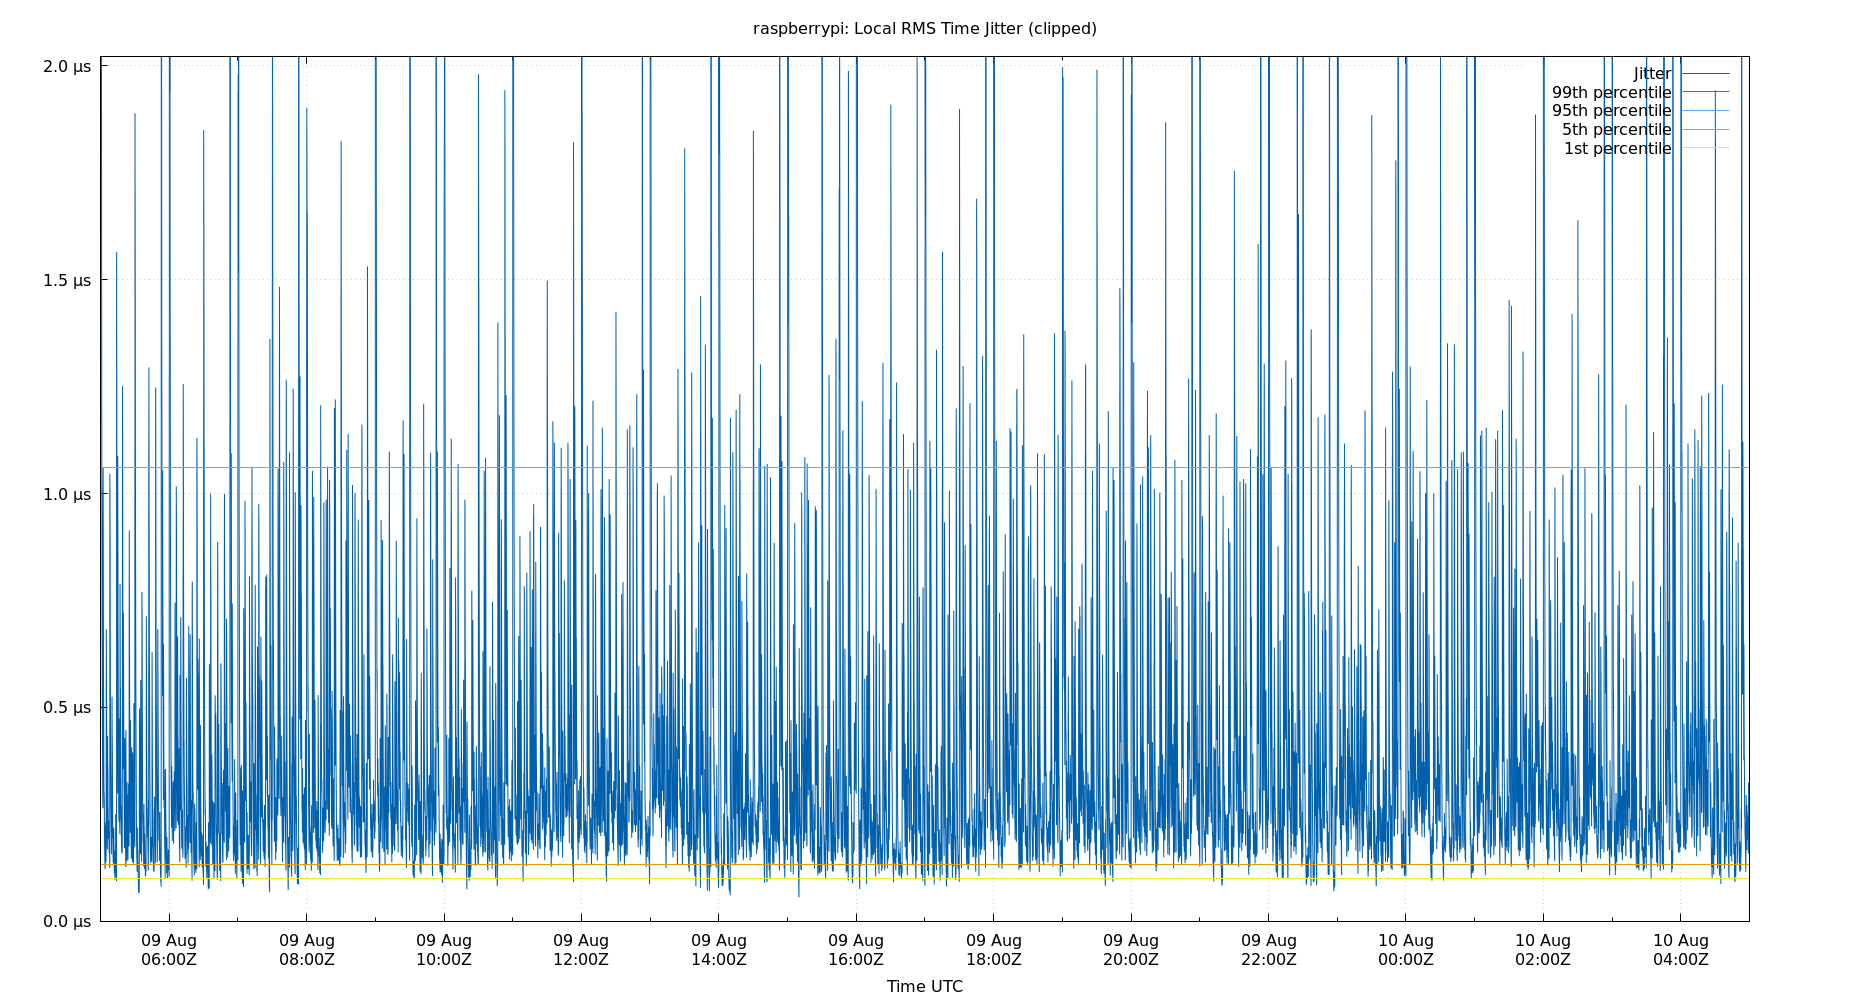 raspberrypi: Local RMS Time Jitter (clipped)
2.0 µs
1.5 µs
1.0 µs
0.5 µs
0.0 µs
Jitter
99th percentile
95th percentile
5th percentile
1st percentile
09 Aug 09 Aug 09 Aug 09 Aug 09 Aug 09 Aug 09 Aug 09 Aug 09 Aug 10 Aug 10 Aug 10 Aug
06:00Z 08:00Z 10:00Z 12:00Z 14:00Z 16:00Z 18:00Z 20:00Z 22:00Z 00:00Z 02:00Z 04:00Z
Time UTC